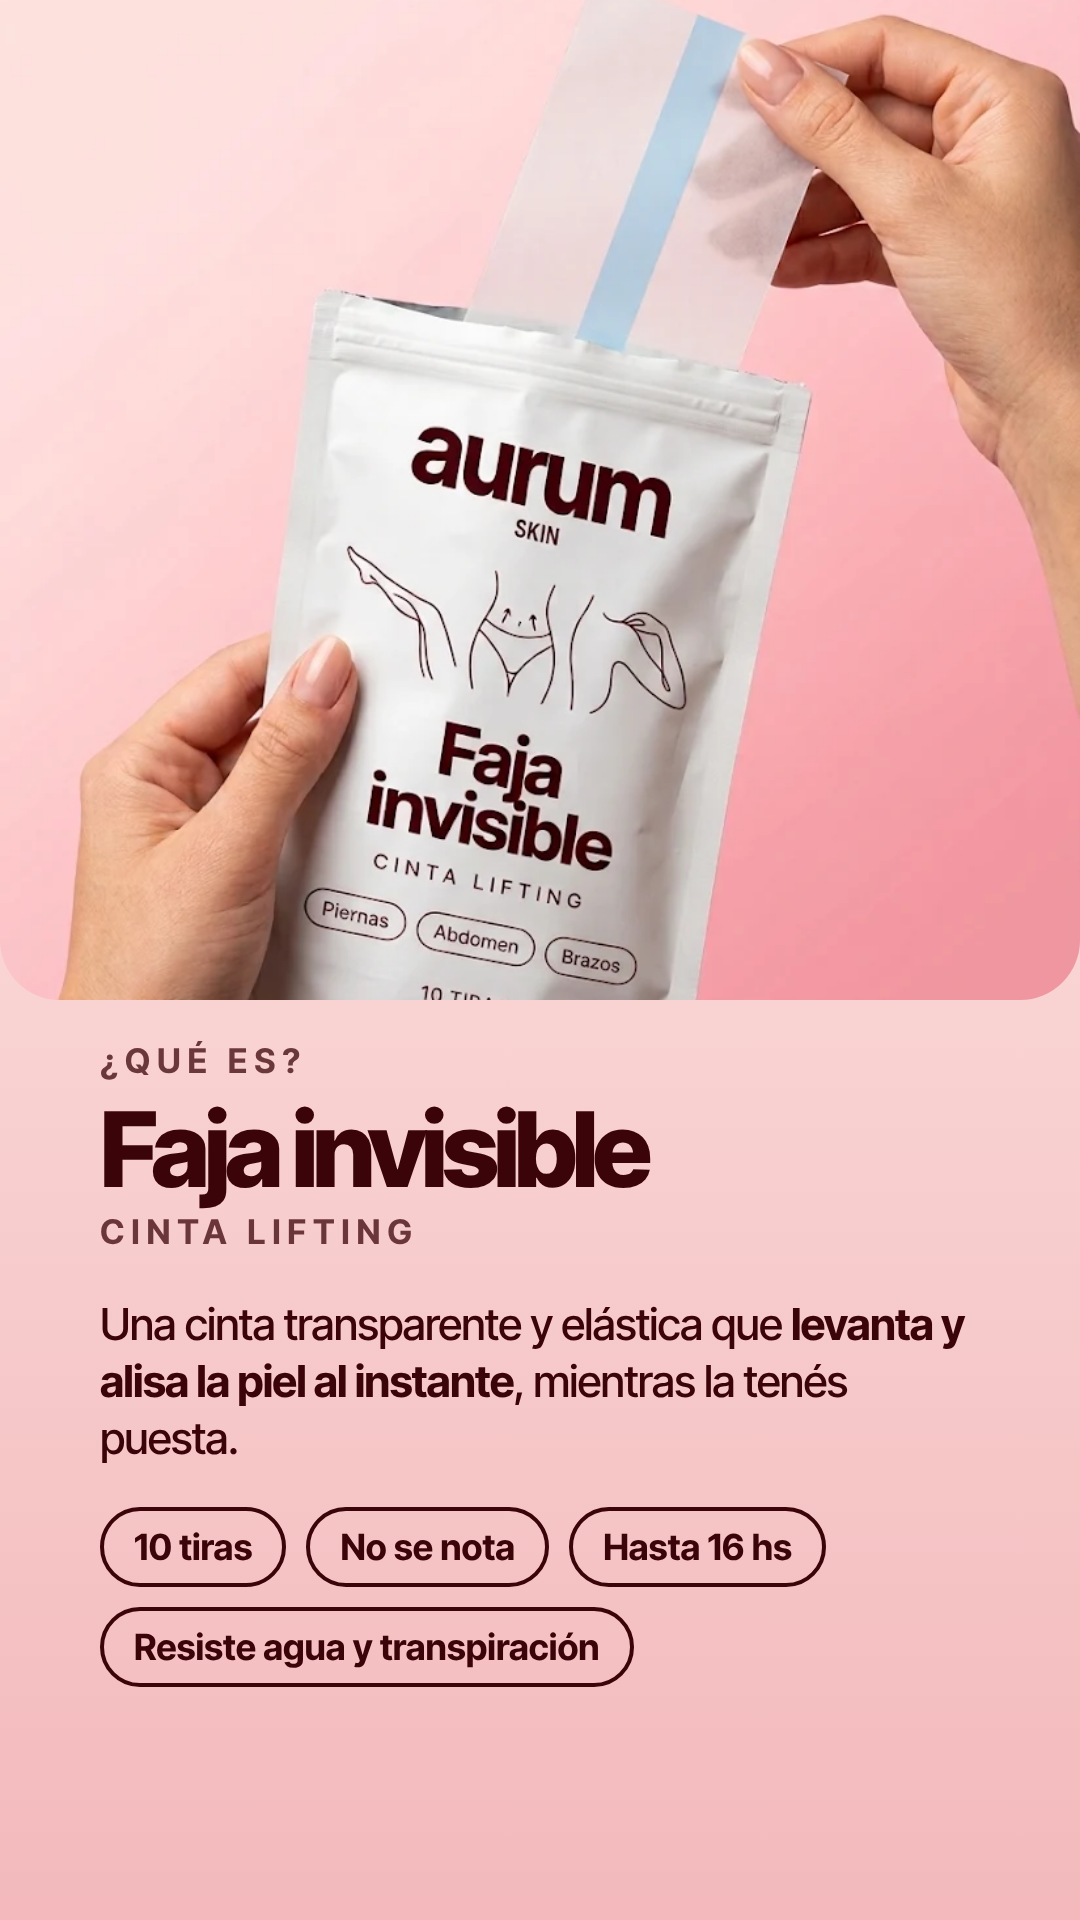 aurum
SKIN
Faja
invisible
CINTA LIFTING
Piernas
Abdomen
Brazos
10
¿QUÉ ES?
Faja invisible
CINTA LIFTING
Una cinta transparente y elástica que levanta y
alisa la piel al instante, mientras la tenés
puesta.
10 tiras
No se nota
Hasta 16 hs
Resiste agua y transpiración